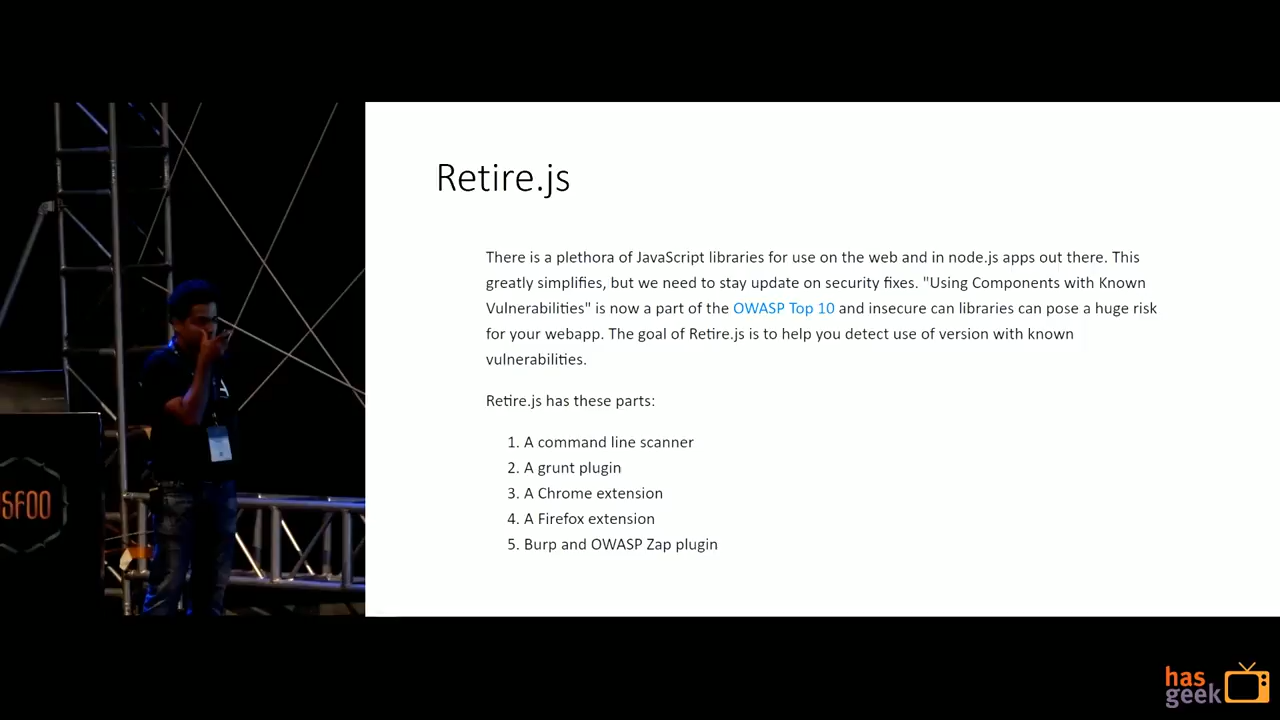 Retire.js
There is a plethora of JavaScript libraries for use on the web and in node.js apps out there. This
greatly simplifies, but we need to stay update on security fixes. "Using Components with Known
Vulnerabilities" is now a part of the OWASP Top 10 and insecure can libraries can pose a huge risk
for your webapp. The goal of Retire.js is to help you detect use of version with known
vulnerabilities.
Retire.js has these parts:
1. A command line scanner
2. A grunt plugin
3. A Chrome extension
4. A Firefox extension
5. Burp and OWASP Zap plugin
SFOO
has
geek